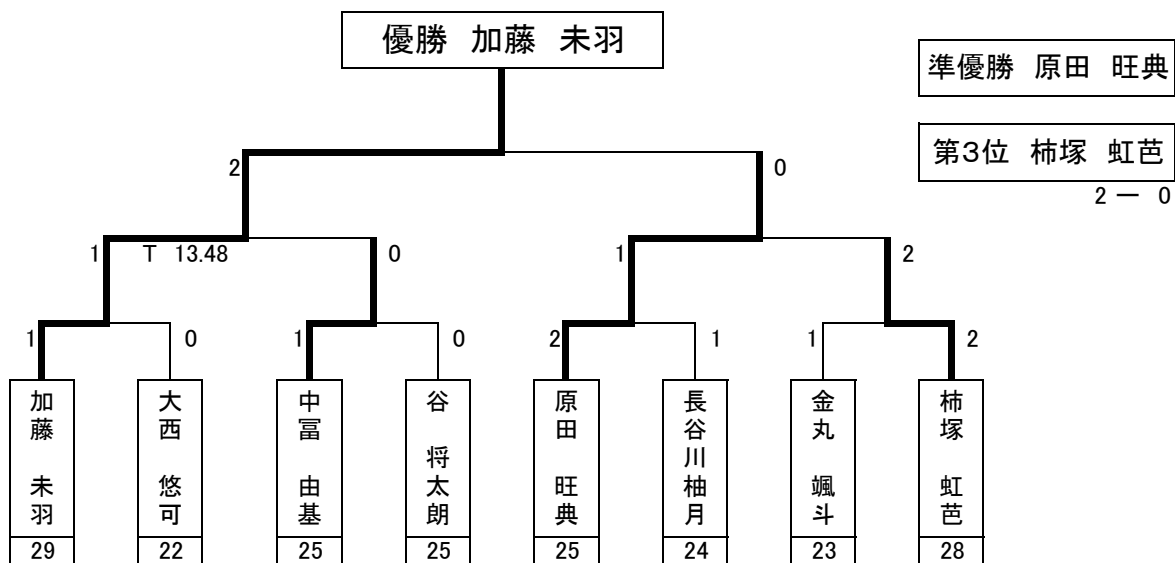 優勝 加藤 未羽
準優勝 原田 旺典
第3位 柿塚 虹芭
2 ― 0
2
0
1
T 13.48
0
1
2
1
0
1
0
2
1
1
2
加藤 未羽
大西 悠可
中冨 由基
谷 将太朗
原田 旺典
長谷川柚月
金丸 颯斗
柿塚 虹芭
29
22
25
25
25
24
23
28